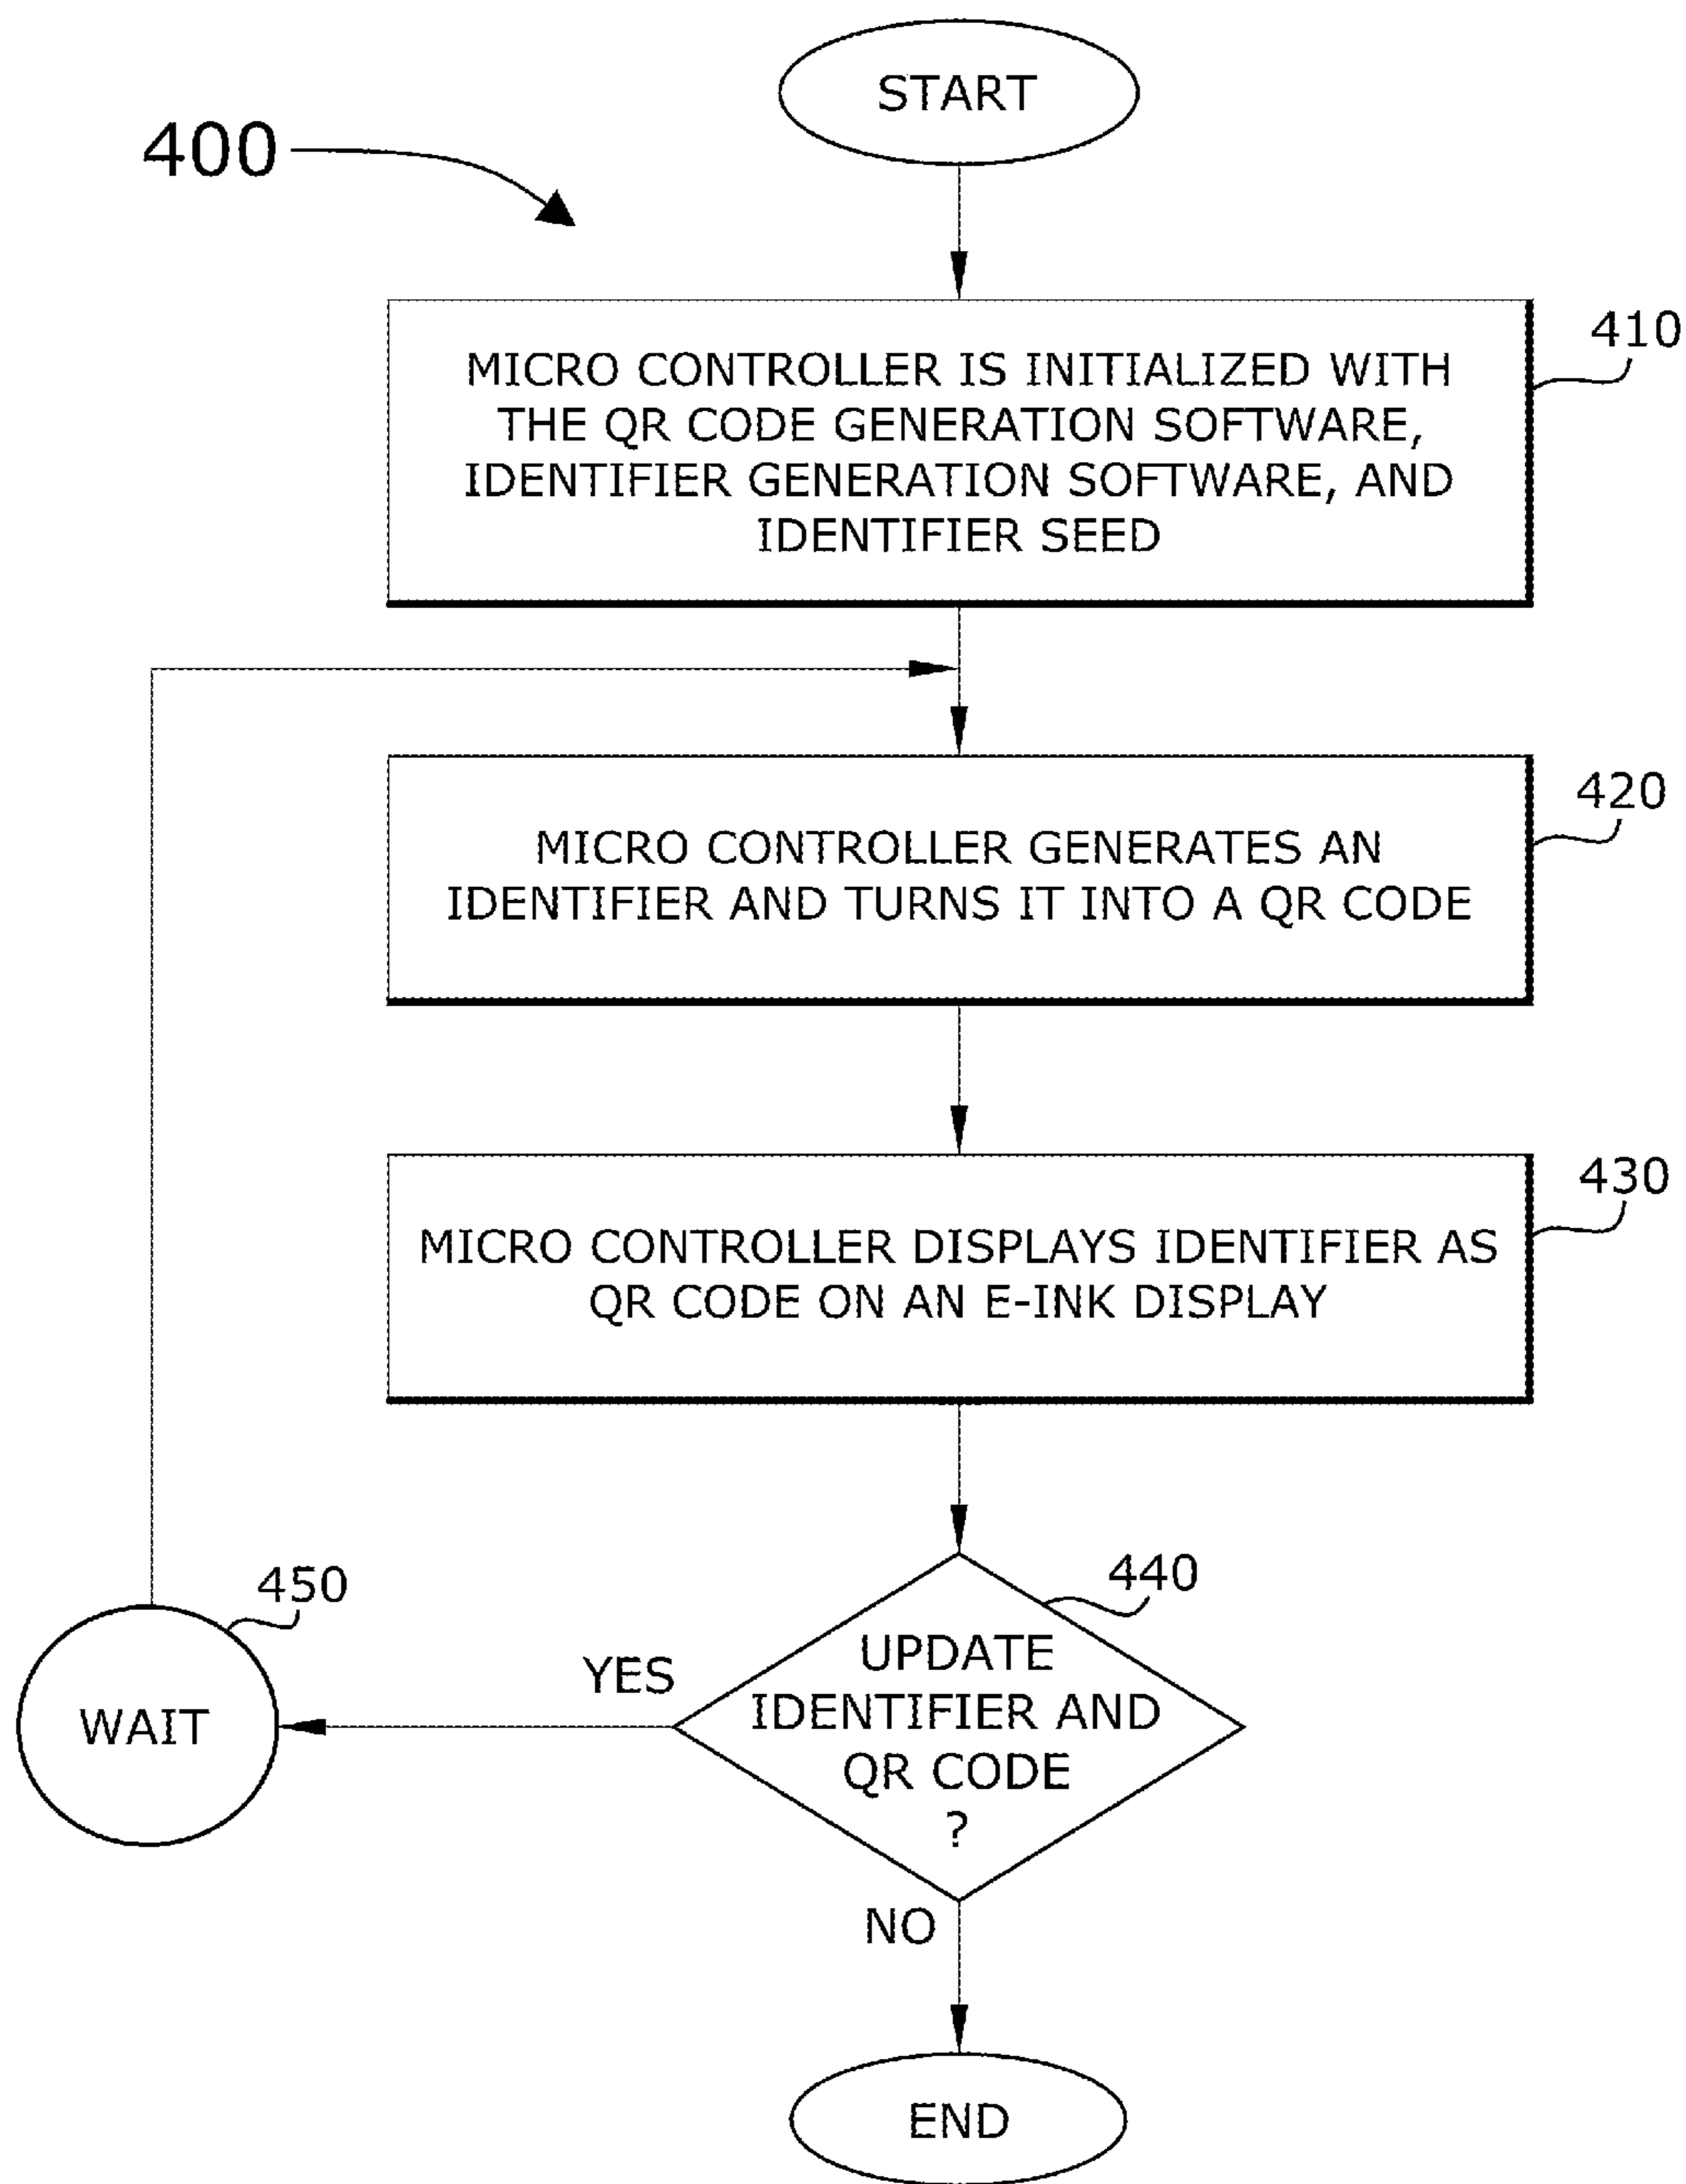 START
400
MICRO CONTROLLER IS INITIALIZED WITH
THE QR CODE GENERATION SOFTWARE,
IDENTIFIER GENERATION SOFTWARE, AND
IDENTIFIER SEED
410
MICRO CONTROLLER GENERATES AN
IDENTIFIER AND TURNS IT INTO A QR CODE
420
MICRO CONTROLLER DISPLAYS IDENTIFIER AS
QR CODE ON AN E-INK DISPLAY
430
440
UPDATE
IDENTIFIER AND
QR CODE
?
YES
450
WAIT
NO
END